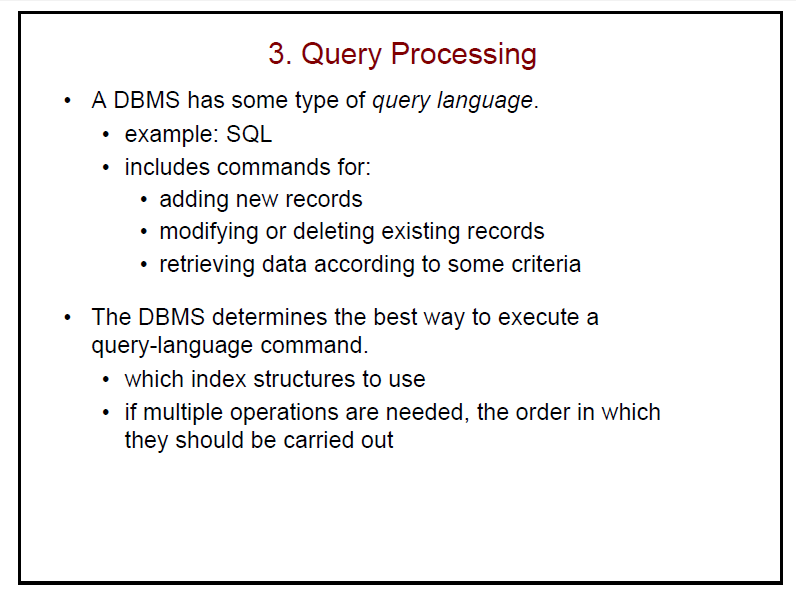 3. Query Processing
• A DBMS has some type of query language.
• example: SQL
• includes commands for:
• adding new records
• modifying or deleting existing records
• retrieving data according to some criteria
• The DBMS determines the best way to execute a
query-language command.
• which index structures to use
• if multiple operations are needed, the order in which
they should be carried out